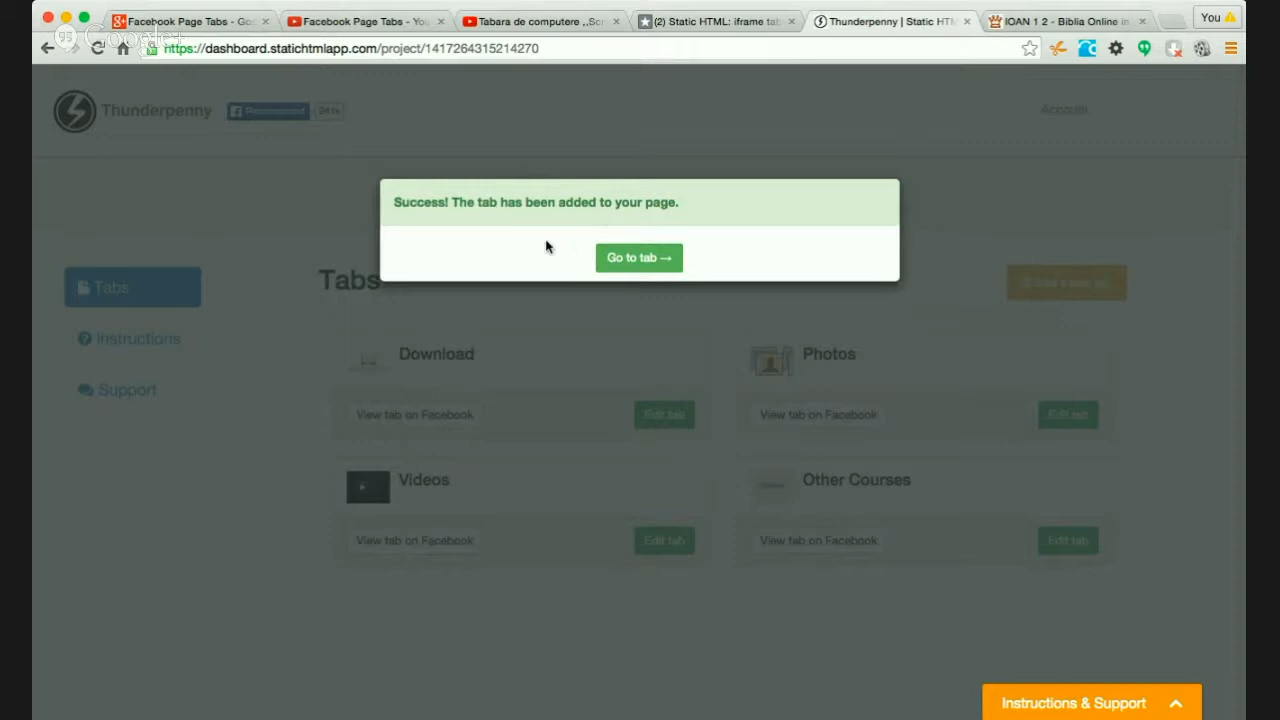 Facebook Page Tabs - Go
Facebook Page Tabs - You
Tabara de computere ,,Scr
(2) Static HTML: iframe tab
Thunderpenny | Static HTM
IOAN 1 2 - Biblia Online in
You
Google+
https://dashboard.statichtmlapp.com/project/1417264315214270
Thunderpenny
Recommend
Account
Success! The tab has been added to your page.
Go to tab →
Tabs
Tabs
Instructions
Support
Download
Photos
View tab on Facebook
Edit tab
View tab on Facebook
Edit tab
Videos
Other Courses
View tab on Facebook
Edit tab
View tab on Facebook
Edit tab
Instructions & Support